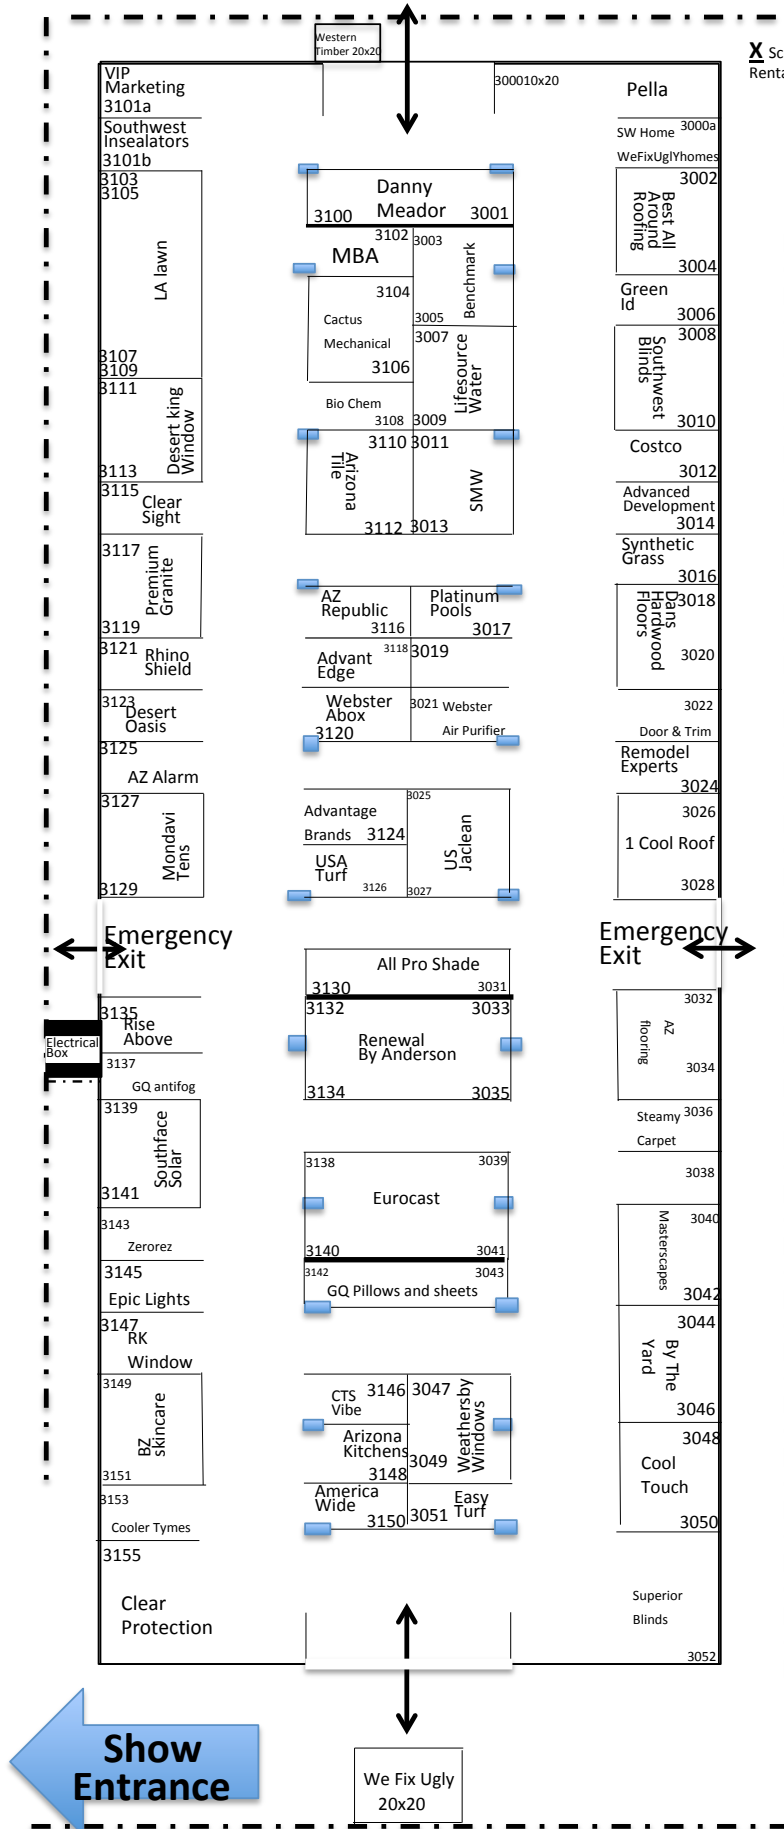 Western
Timber 20x20
X Sc
Renta
VIP
Marketing
3101a
300010x20
Pella
Southwest
Insealators
3101b
SW Home 3000a
WeFixUglyYhomes
3103
3105
LA lawn
3107
3109
Danny
Meador
3100 3001
3002
Best All
Around
Roofing
3004
3102
MBA
3003
Benchmark
3005
3104
Cactus
Mechanical
3106
Green
Id
3006
3007
Lifesource
Water
3009
3008
Southwest
Blinds
3010
Bio Chem
3108
3111
Desert king
Window
3113
3110
Arizona
Tile
3112
3011
SMW
3013
Costco
3012
3115
Clear
Sight
Advanced
Development
3014
3117
Premium
Granite
3119
Synthetic
Grass
3016
AZ
Republic
3116
Platinum
Pools
3017
3018
Dans
Hardwood
Floors
3020
3121
Rhino
Shield
3118
Advant
Edge
3019
3123
Desert
Oasis
Webster
Abox
3120
3021 Webster
Air Purifier
3022
Door & Trim
3125
AZ Alarm
Remodel
Experts
3024
3127
Mondavi
Tens
3129
Advantage
Brands 3124
3025
US
Jaclean
3027
USA
Turf
3126
3026
1 Cool Roof
3028
Emergency
Exit
Emergency
Exit
All Pro Shade
3130 3031
3132 3033
Renewal
By Anderson
3134 3035
3032
AZ
flooring
3034
3135
Rise
Above
Electrical
Box
3137
GQ antifog
3139
Southface
Solar
3141
Steamy 3036
Carpet
3038
3138 3039
Eurocast
3140 3041
3142 3043
GQ Pillows and sheets
3143
Zerorez
3040
Masterscapes
3042
3145
Epic Lights
3147
RK
Window
3044
By The
Yard
3046
3149
BZ
skincare
3151
CTS
Vibe
3146
3047
Weathersby
Windows
3049
Arizona
Kitchens
3148
America
Wide
3150
3051
Easy
Turf
3048
Cool
Touch
3050
3153
Cooler Tymes
3155
Clear
Protection
Superior
Blinds
3052
Show
Entrance
We Fix Ugly
20x20